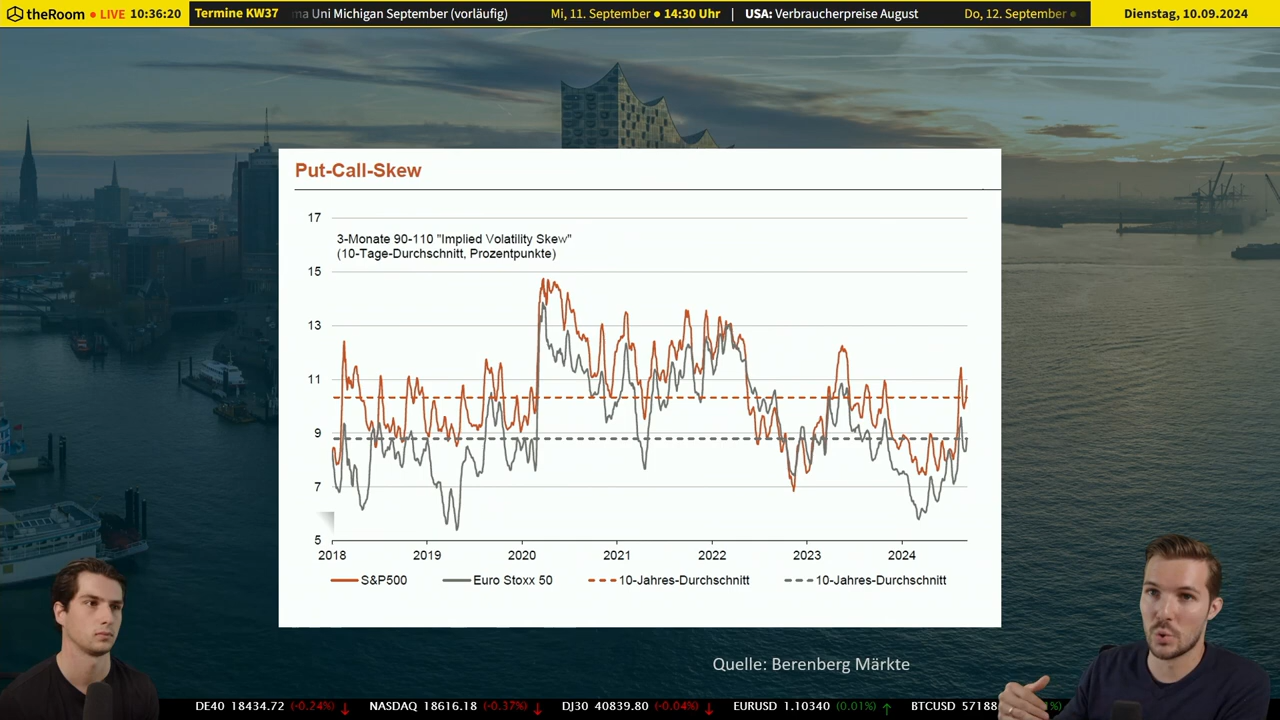 theRoom ● LIVE 10:36:20
Termine KW37
ma Uni Michigan September (vorläufig)
Mi, 11. September ● 14:30 Uhr | USA: Verbraucherpreise August
Do, 12. September ●
Dienstag, 10.09.2024
Put-Call-Skew
17
3-Monate 90-110 "Implied Volatility Skew"
(10-Tage-Durchschnitt, Prozentpunkte)
15
13
11
9
7
5
2018 2019 2020 2021 2022 2023 2024
S&P500 Euro Stoxx 50 10-Jahres-Durchschnitt 10-Jahres-Durchschnitt
Quelle: Berenberg Märkte
DE40 18434.72 (-0.24%) ↓ NASDAQ 18616.18 (-0.37%) ↓ DJ30 40839.80 (-0.04%) ↓ EURUSD 1.10340 (0.01%) ↑ BTCUSD 57188 %)